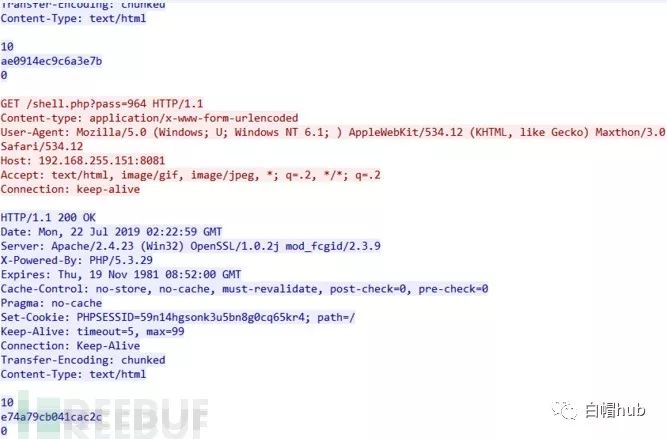 Transfer-Encoding: chunked
Content-Type: text/html
10
ae0914ec9c6a3e7b
0
GET /shell.php?pass=964 HTTP/1.1
Content-type: application/x-www-form-urlencoded
User-Agent: Mozilla/5.0 (Windows; U; Windows NT 6.1; ) AppleWebKit/534.12 (KHTML, like Gecko) Maxthon/3.0
Safari/534.12
Host: 192.168.255.151:8081
Accept: text/html, image/gif, image/jpeg, *; q=.2, */*; q=.2
Connection: keep-alive
HTTP/1.1 200 OK
Date: Mon, 22 Jul 2019 02:22:59 GMT
Server: Apache/2.4.23 (Win32) OpenSSL/1.0.2j mod_fcgid/2.3.9
X-Powered-By: PHP/5.3.29
Expires: Thu, 19 Nov 1981 08:52:00 GMT
Cache-Control: no-store, no-cache, must-revalidate, post-check=0, pre-check=0
Pragma: no-cache
Set-Cookie: PHPSESSID=59n14hgsonk3u5bn8g0cq65kr4; path=/
Keep-Alive: timeout=5, max=99
Connection: Keep-Alive
Transfer-Encoding: chunked
Content-Type: text/html
10
e74a79cb041cac2c
0
REEBUF
白帽hub